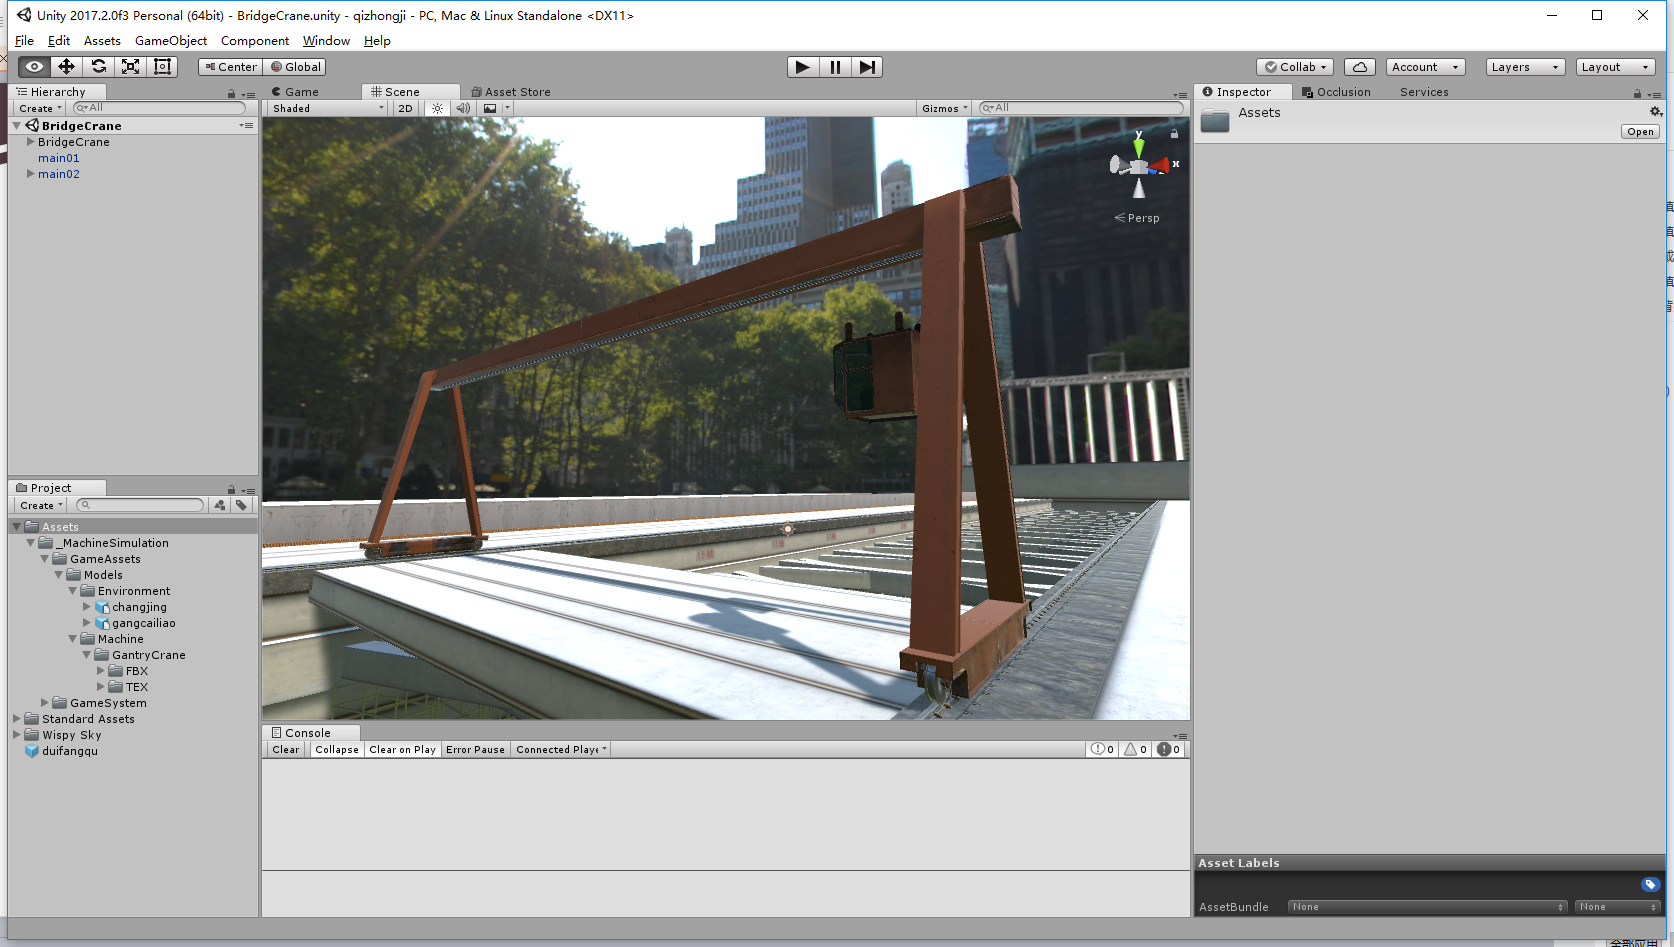 Unity 2017.2.0f3 Personal (64bit) - BridgeCrane.unity - qizhongji - PC, Mac & Linux Standalone <DX11>
File Edit Assets GameObject Component Window Help
Center Global Collab Account Layers Layout
Hierarchy
Create All
BridgeCrane
BridgeCrane
main01
main02
Game Scene Asset Store
Shaded 2D Gizmos All
y
x
Persp
Inspector Occlusion Services
Assets
Open
Project
Create
Assets
_MachineSimulation
GameAssets
Models
Environment
changjing
gangcailiao
Machine
GantryCrane
FBX
TEX
GameSystem
Standard Assets
Wispy Sky
duifangqu
Console
Clear Collapse Clear on Play Error Pause Connected Playe 0 0 0
Asset Labels
AssetBundle None None